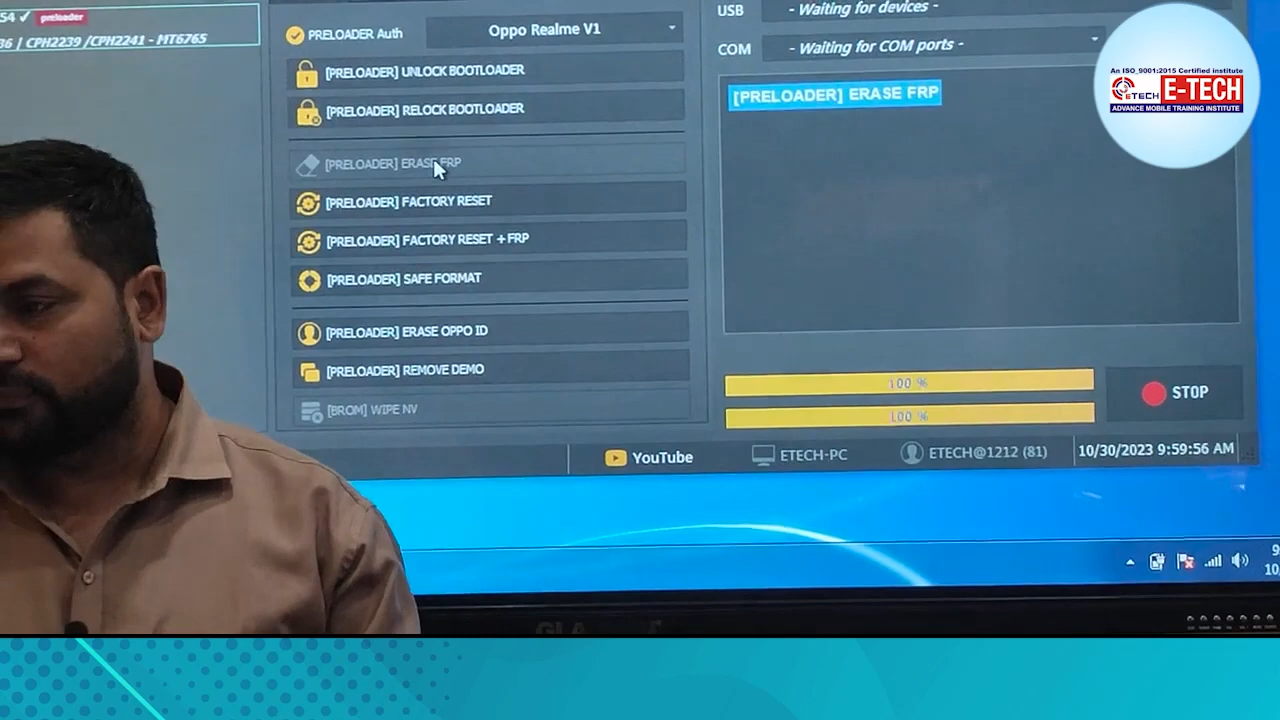 54 ✓ preloader
36 | CPH2239 /CPH2241 - MT6765
PRELOADER Auth
Oppo Realme V1
[PRELOADER] UNLOCK BOOTLOADER
[PRELOADER] RELOCK BOOTLOADER
[PRELOADER] ERASE FRP
[PRELOADER] FACTORY RESET
[PRELOADER] FACTORY RESET + FRP
[PRELOADER] SAFE FORMAT
[PRELOADER] ERASE OPPO ID
[PRELOADER] REMOVE DEMO
[BROM] WIPE NV
USB
- Waiting for devices -
COM
- Waiting for COM ports -
[PRELOADER] ERASE FRP
100 %
100 %
STOP
YouTube
ETECH-PC
ETECH@1212 (81)
10/30/2023 9:59:56 AM
An ISO_9001:2015 Certified institute
ETECH E-TECH
ADVANCE MOBILE TRAINING INSTITUTE